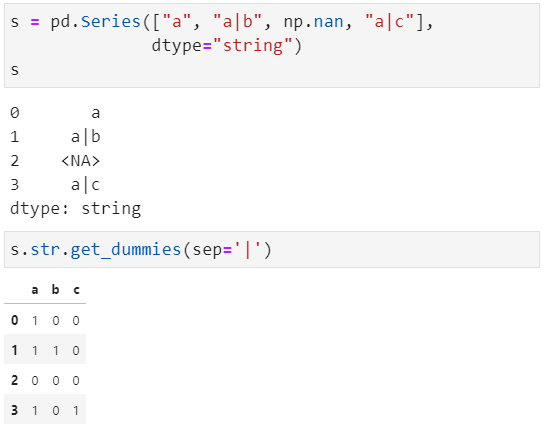 s = pd.Series(["a", "a|b", np.nan, "a|c"],
dtype="string")
s
0 a
1 a|b
2 <NA>
3 a|c
dtype: string
s.str.get_dummies(sep='|')
a b c
0 1 0 0
1 1 1 0
2 0 0 0
3 1 0 1